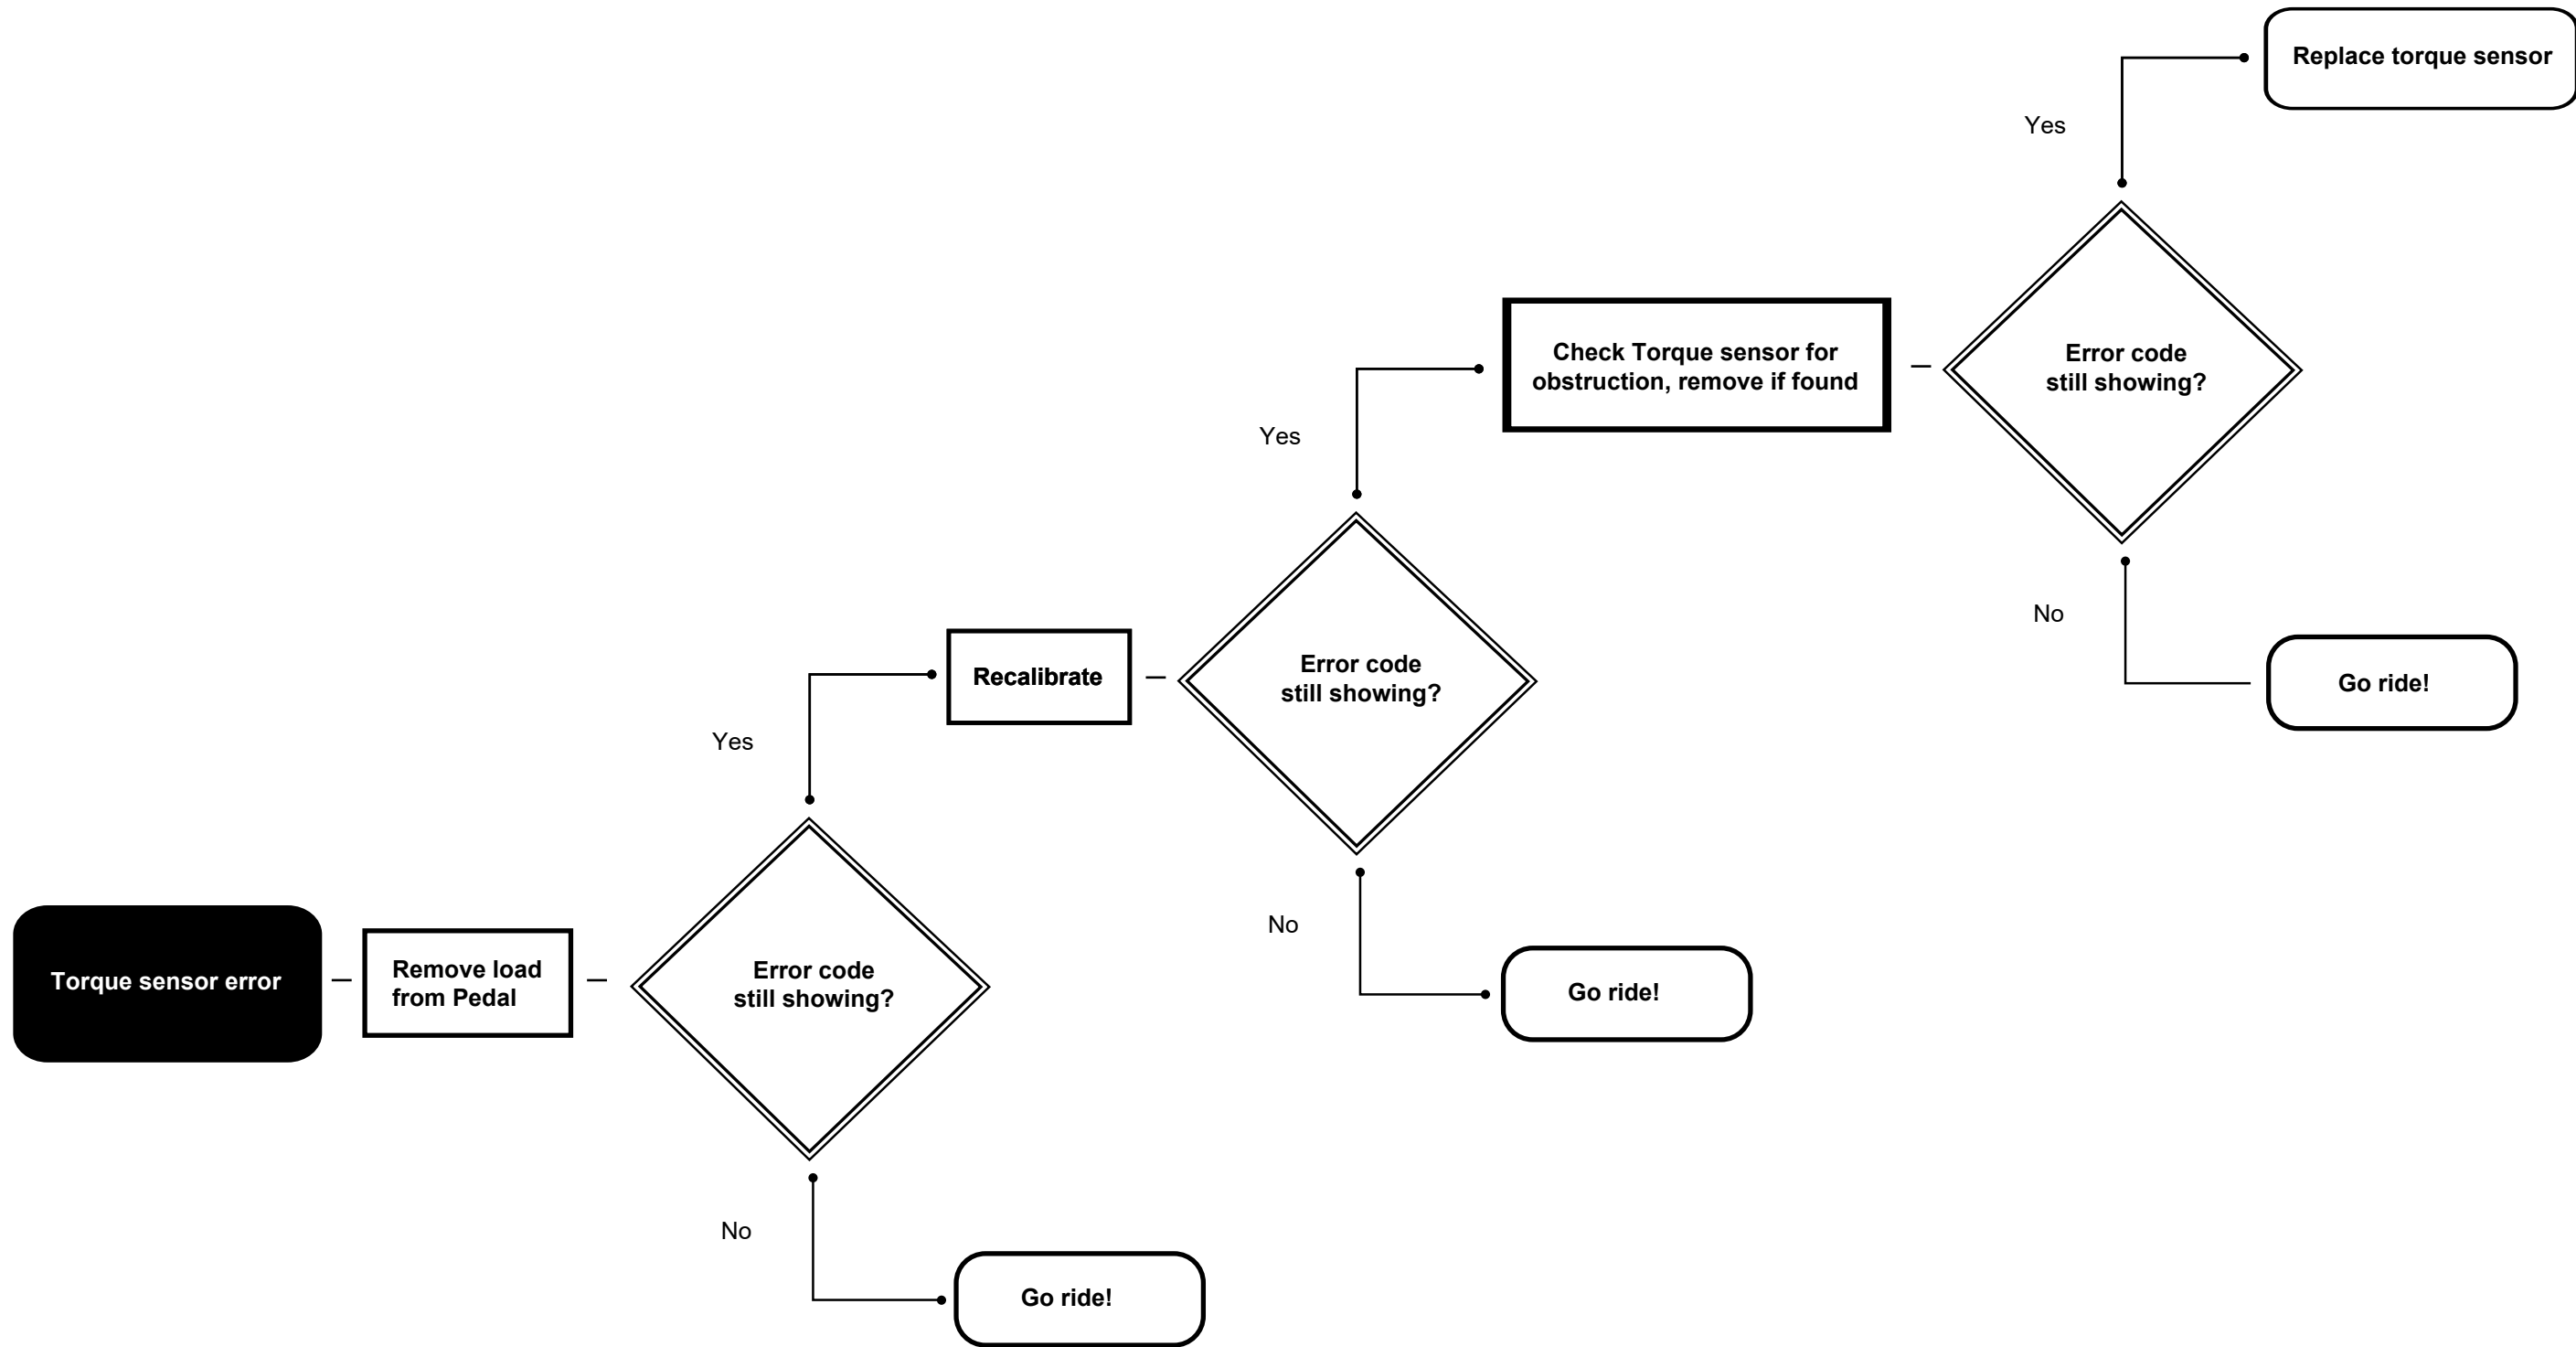 Torque sensor error
Remove load
from Pedal
Error code
still showing?
Yes
No
Go ride!
Recalibrate
Error code
still showing?
Yes
No
Go ride!
Check Torque sensor for
obstruction, remove if found
Error code
still showing?
Yes
No
Go ride!
Replace torque sensor